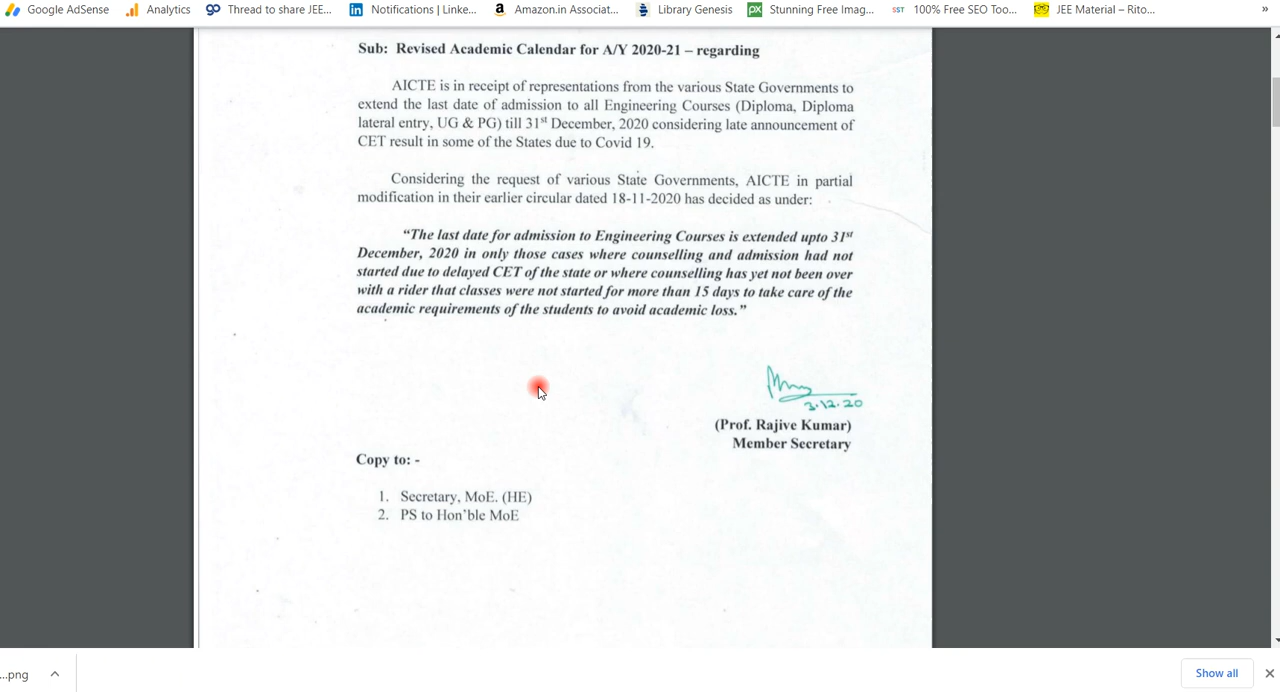 Google AdSense Analytics Thread to share JEE... Notifications | Linke... Amazon.in Associat... Library Genesis Stunning Free Imag... 100% Free SEO Too... JEE Material – Rito... »
Sub: Revised Academic Calendar for A/Y 2020-21 – regarding
AICTE is in receipt of representations from the various State Governments to
extend the last date of admission to all Engineering Courses (Diploma, Diploma
lateral entry, UG & PG) till 31st December, 2020 considering late announcement of
CET result in some of the States due to Covid 19.
Considering the request of various State Governments, AICTE in partial
modification in their earlier circular dated 18-11-2020 has decided as under:
“The last date for admission to Engineering Courses is extended upto 31st
December, 2020 in only those cases where counselling and admission had not
started due to delayed CET of the state or where counselling has yet not been over
with a rider that classes were not started for more than 15 days to take care of the
academic requirements of the students to avoid academic loss.”
3.12.20
(Prof. Rajive Kumar)
Member Secretary
Copy to: -
1. Secretary, MoE. (HE)
2. PS to Hon’ble MoE
...png
Show all